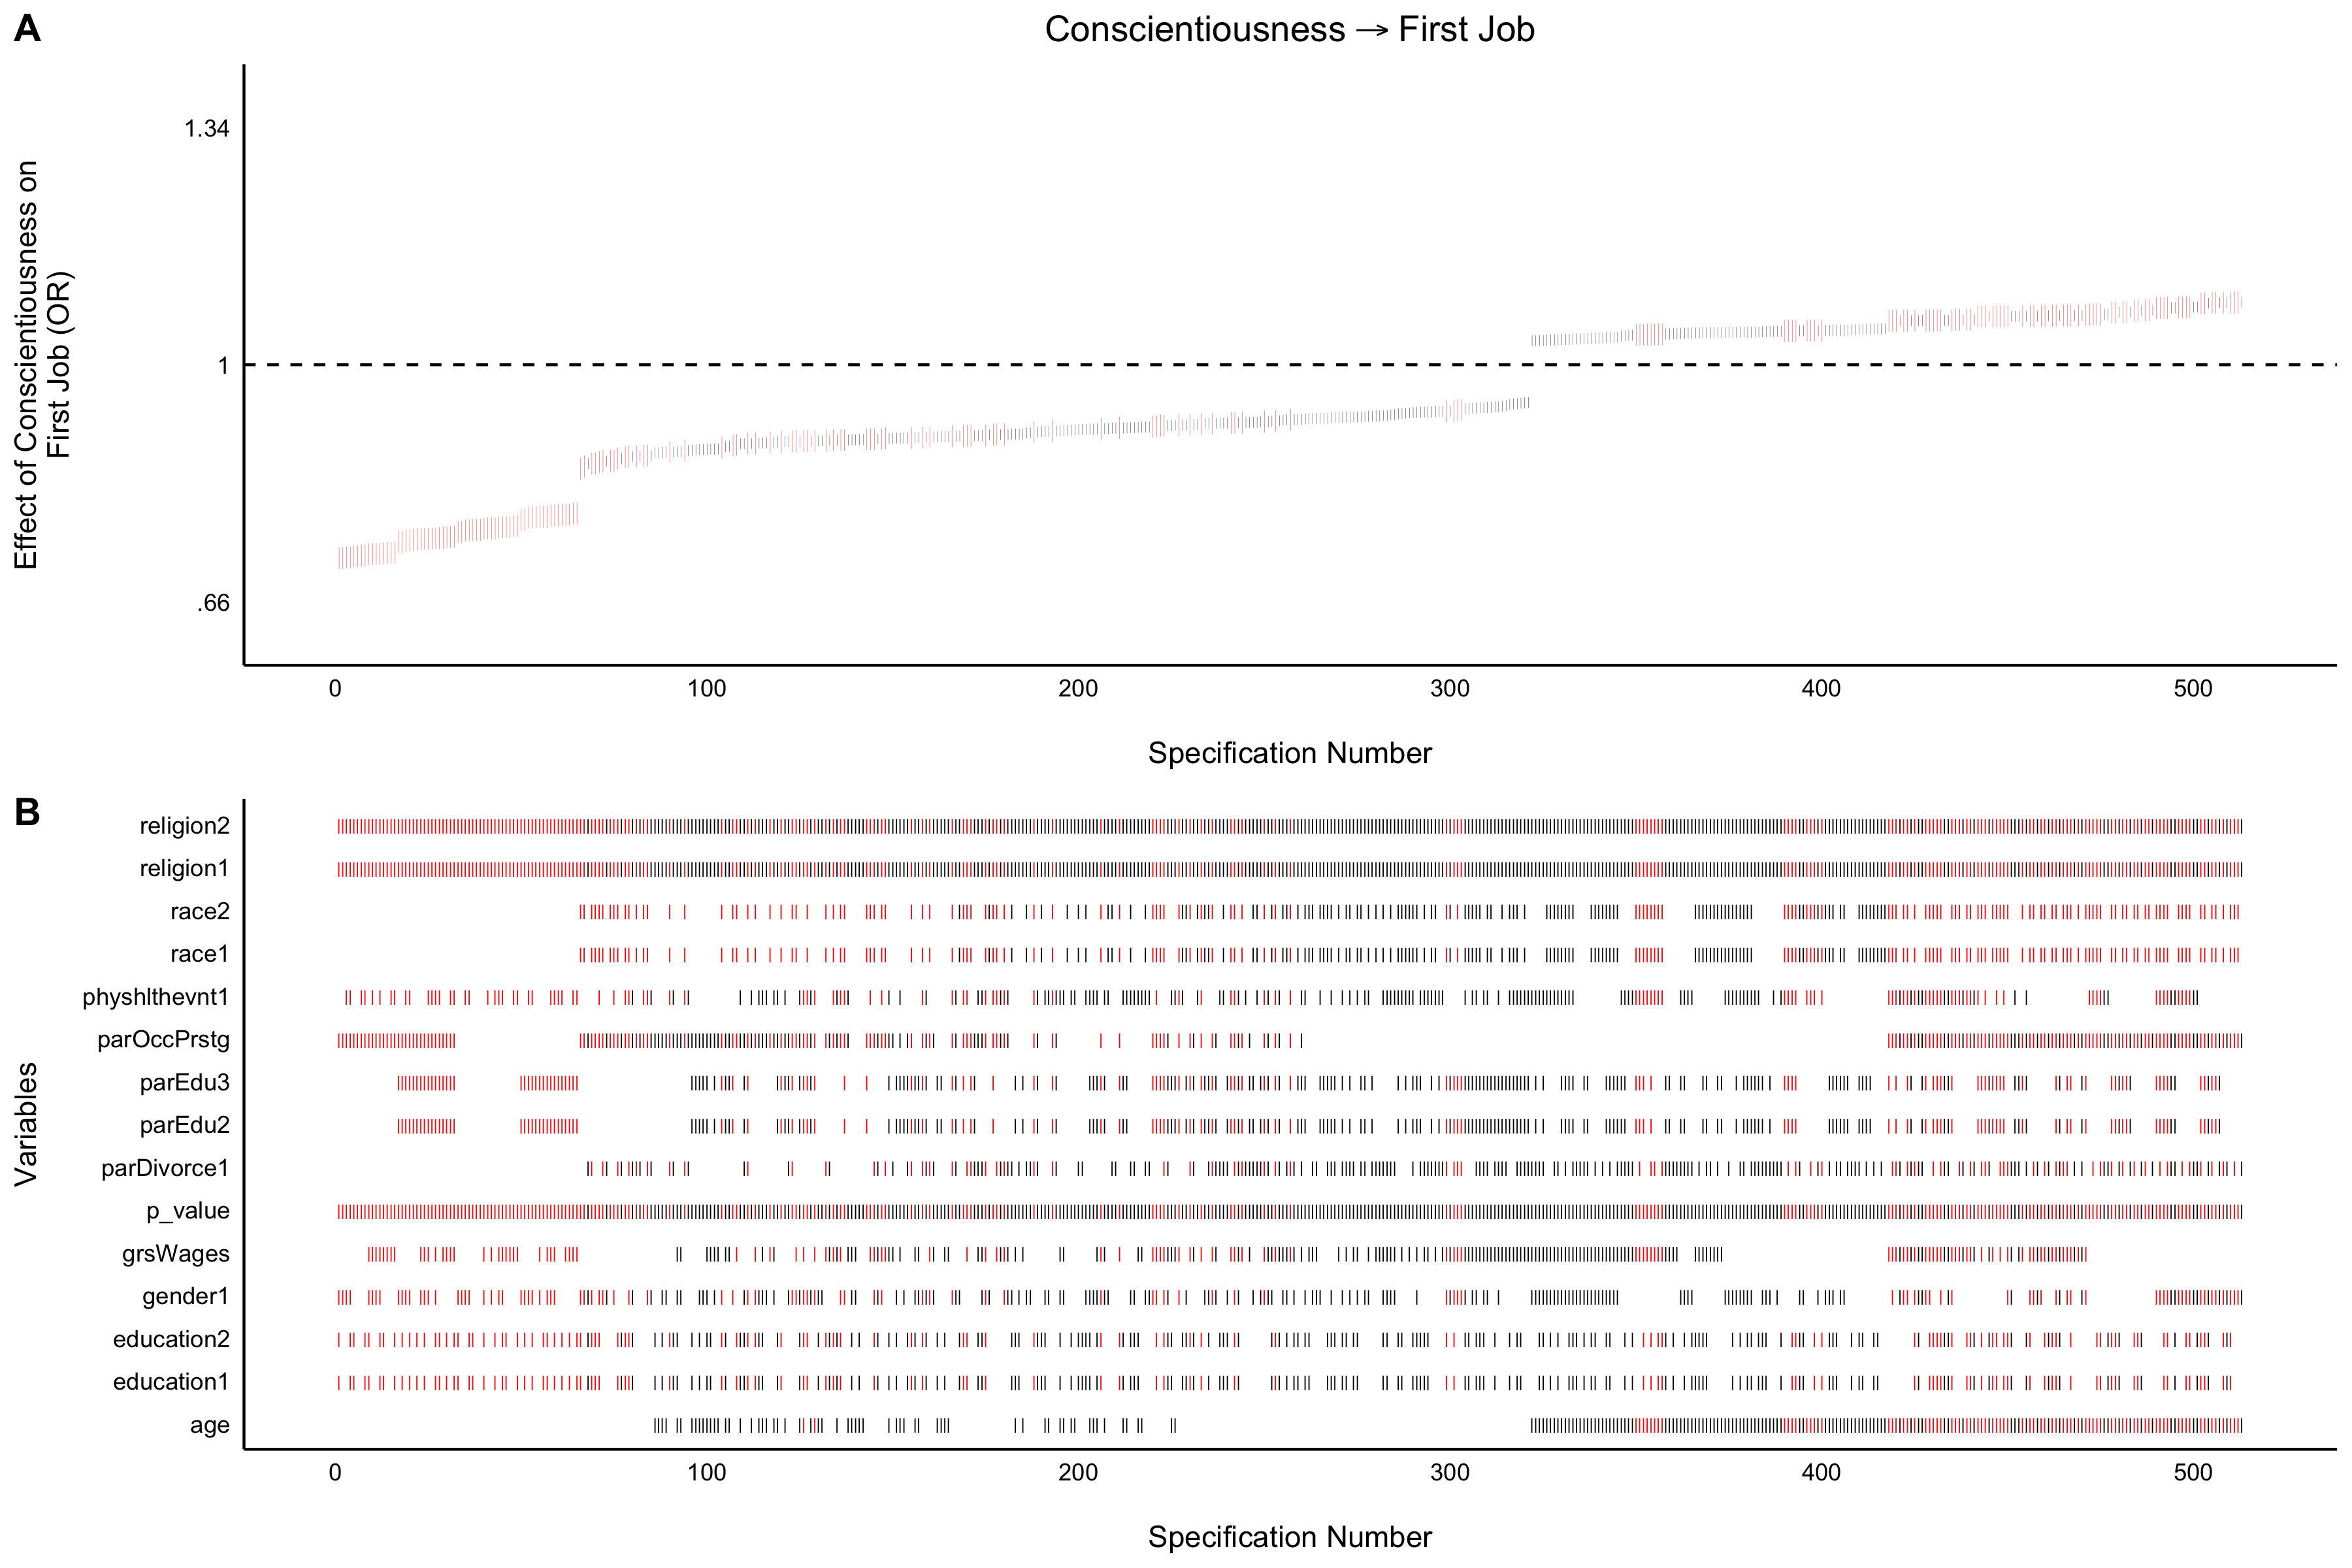 A
Conscientiousness → First Job
Effect of Conscientiousness on
First Job (OR)
1.34
1
.66
0 100 200 300 400 500
Specification Number
B
Variables
religion2
religion1
race2
race1
physhlthevnt1
parOccPrstg
parEdu3
parEdu2
parDivorce1
p_value
grsWages
gender1
education2
education1
age
0 100 200 300 400 500
Specification Number